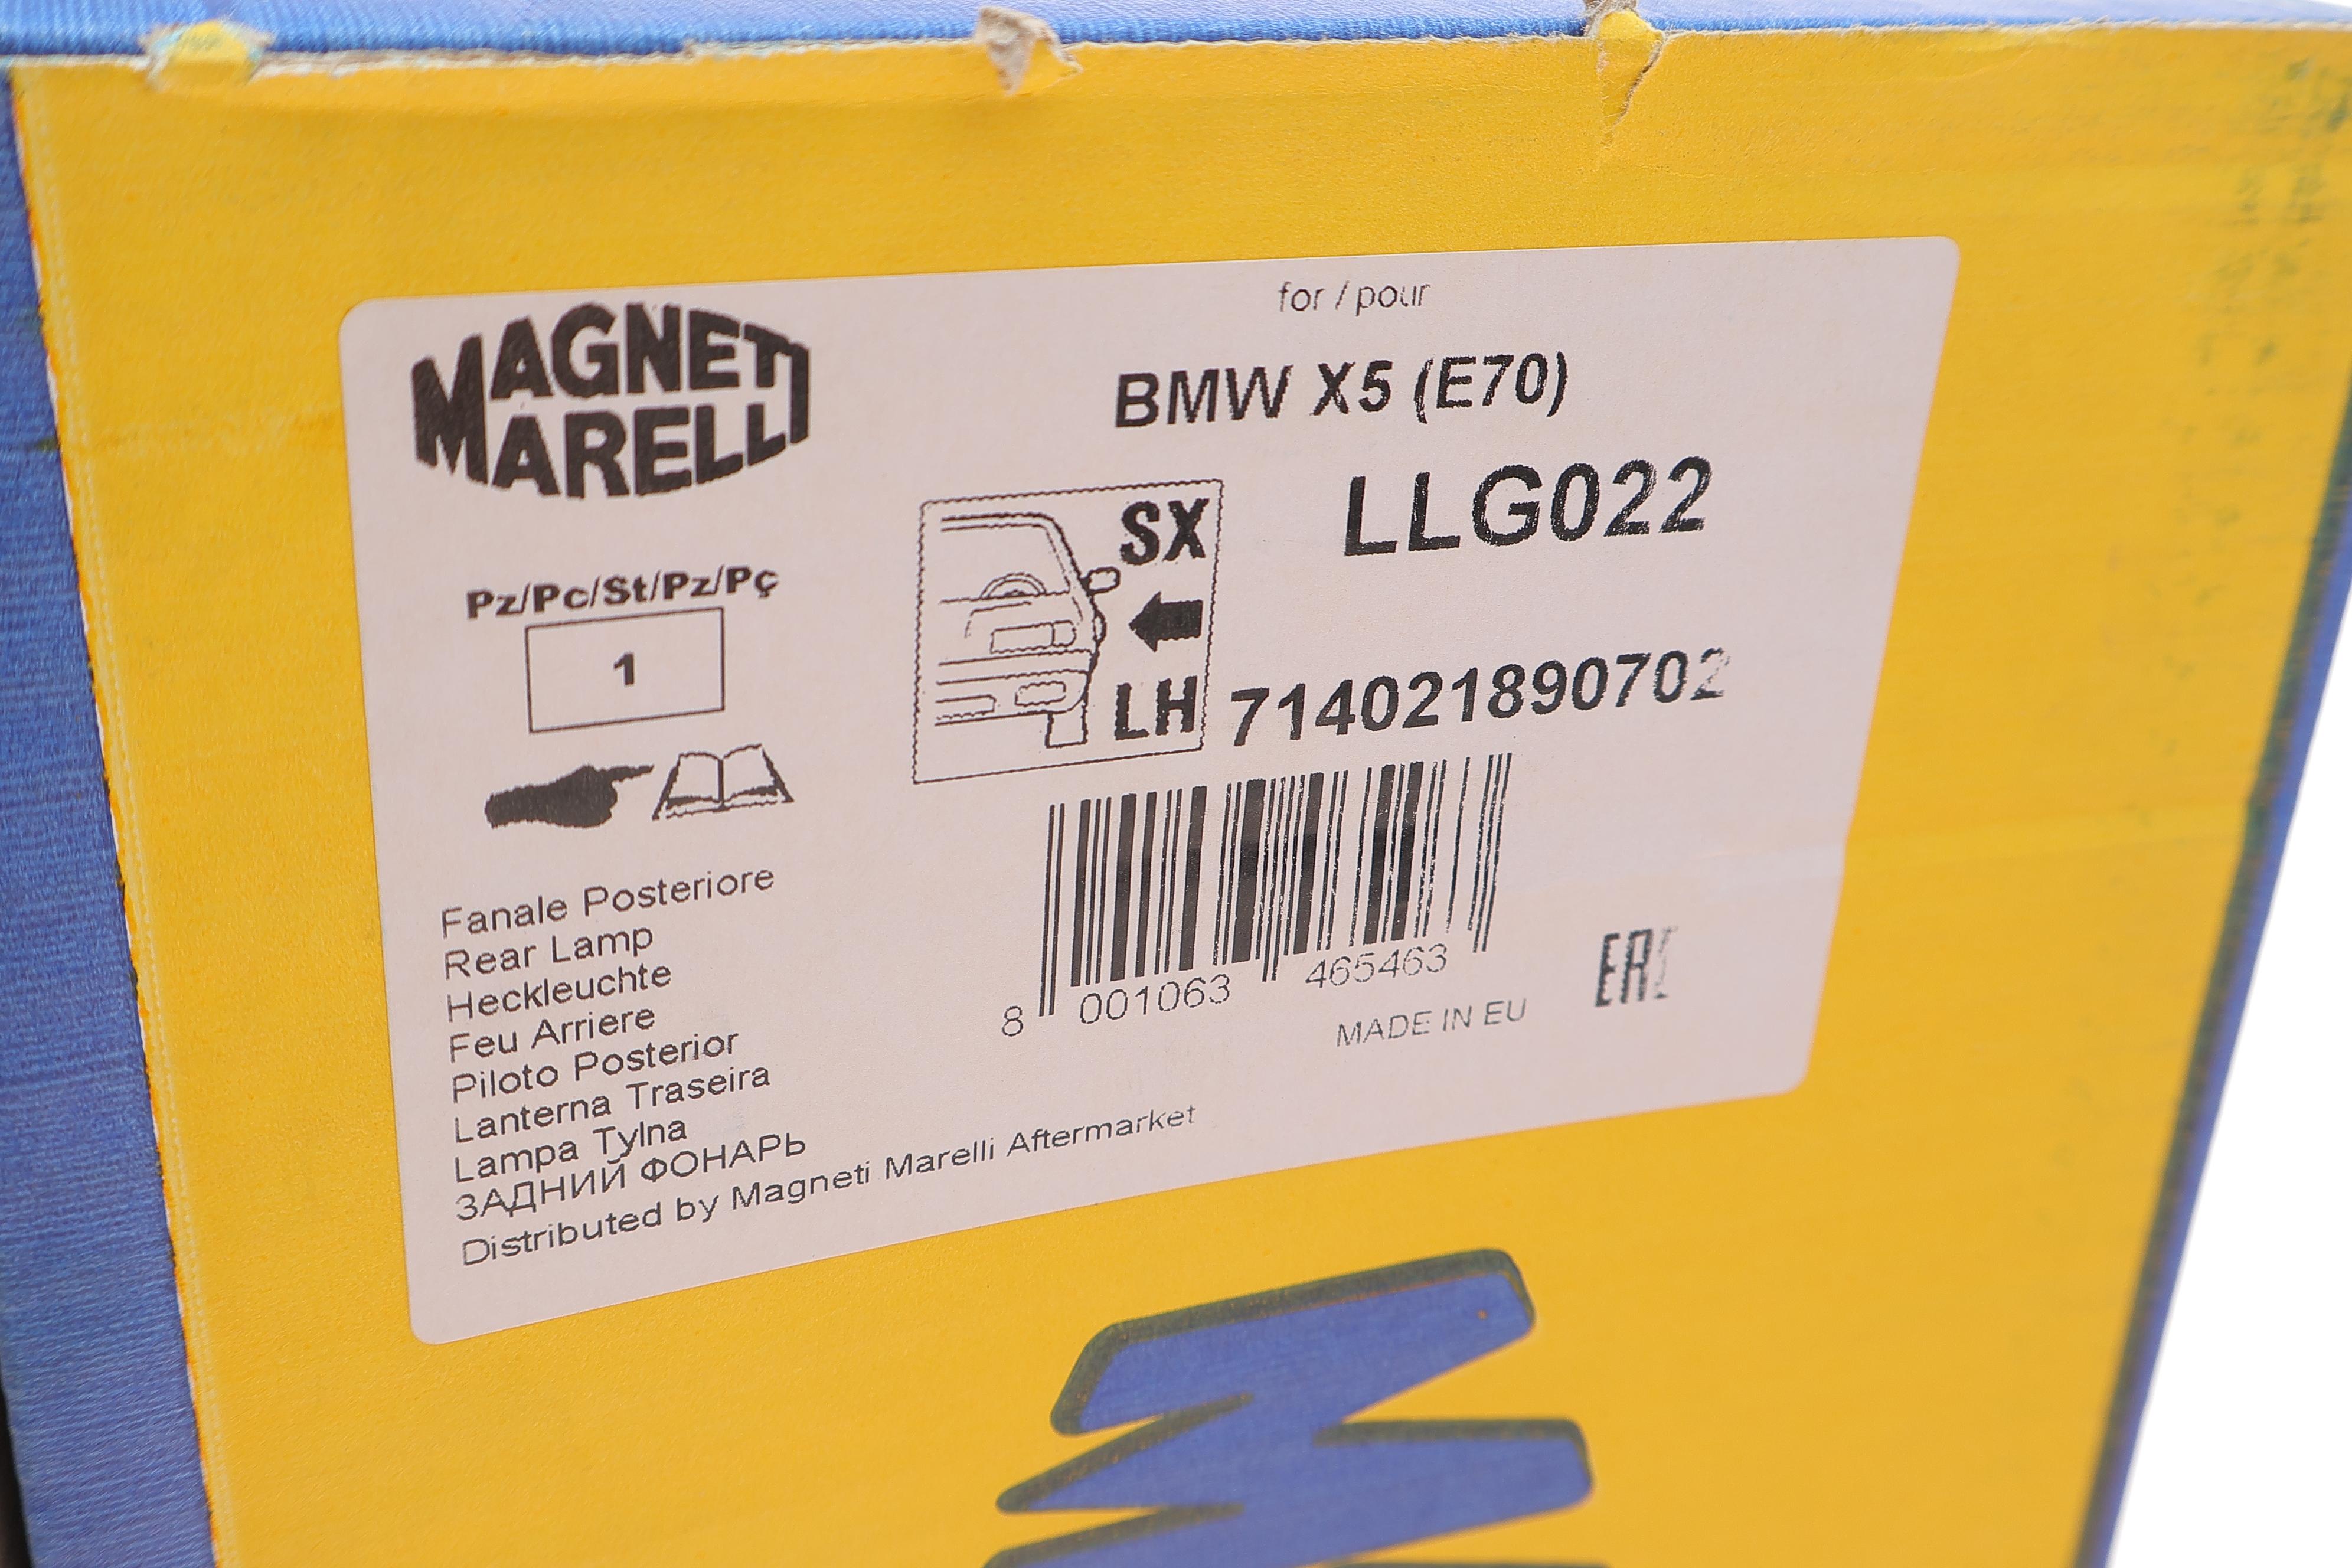 MAGNETI
MARELLI
for / pour
BMW X5 (E70)
LLG022
SX
LH
714021890702
Pz/Pc/St/Pz/Pç
1
Fanale Posteriore
Rear Lamp
Heckleuchte
Feu Arriere
Piloto Posterior
Lanterna Traseira
Lampa Tylna
ЗАДНИЙ ФОНАРЬ
Distributed by Magneti Marelli Aftermarket
8 001063 465463
MADE IN EU
EAC